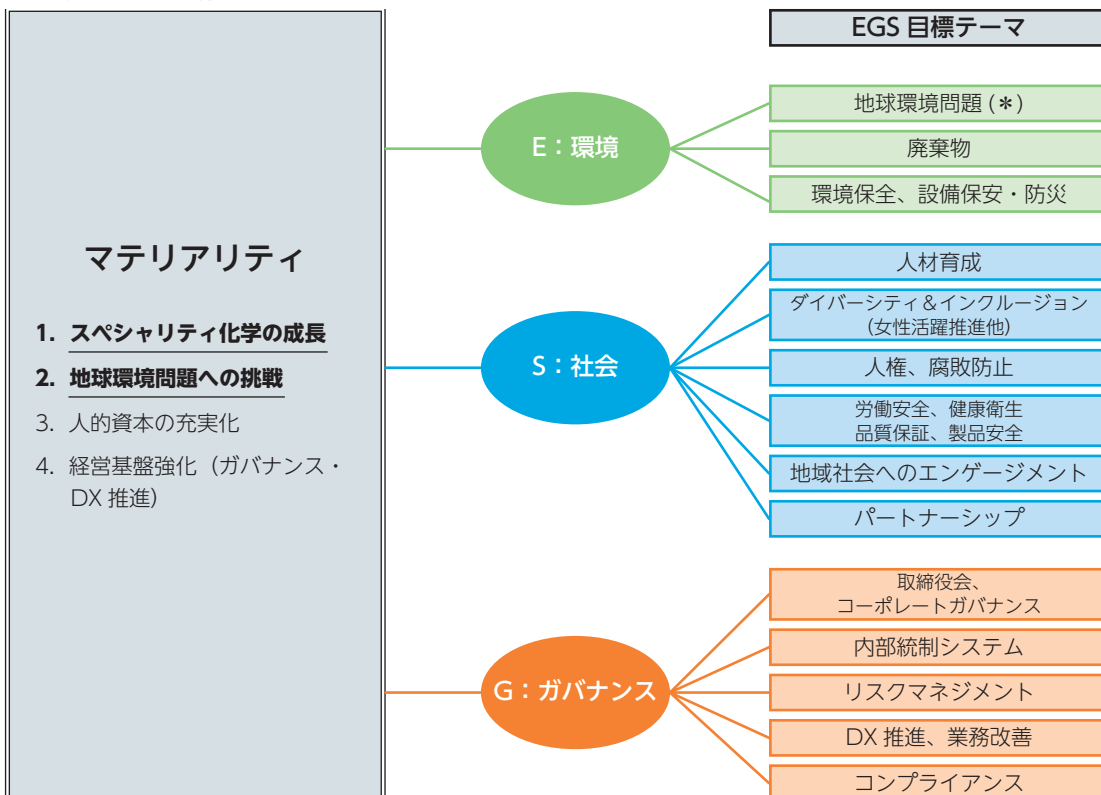 マテリアリティ
1. スペシャリティ化学の成長
2. 地球環境問題への挑戦
3. 人的資本の充実化
4. 経営基盤強化（ガバナンス・
DX 推進）
EGS 目標テーマ
E：環境
地球環境問題 (＊)
廃棄物
環境保全、設備保安・防災
S：社会
人材育成
ダイバーシティ＆インクルージョン
（女性活躍推進他）
人権、腐敗防止
労働安全、健康衛生
品質保証、製品安全
地域社会へのエンゲージメント
パートナーシップ
G：ガバナンス
取締役会、
コーポレートガバナンス
内部統制システム
リスクマネジメント
DX 推進、業務改善
コンプライアンス